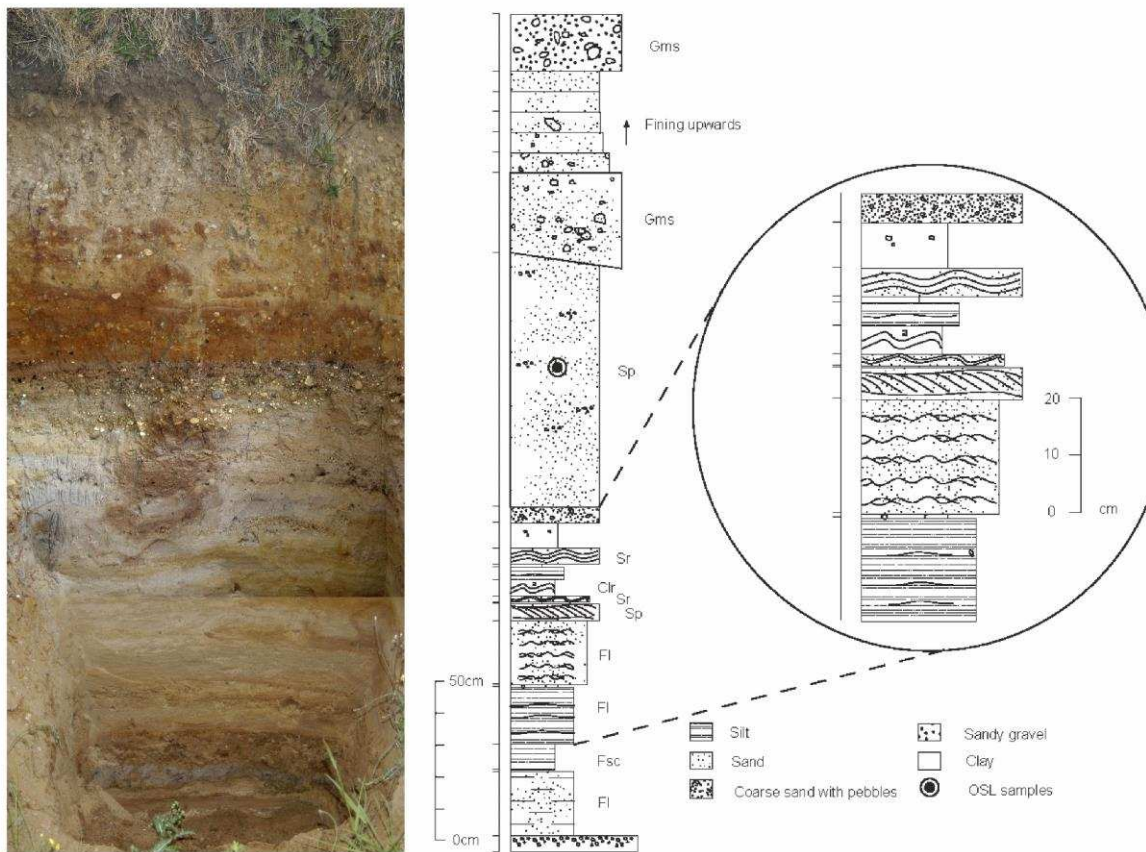 Gms
Fining upwards
Gms
Sp
Sr
Clr
Sr
Sp
Fl
Fl
Fsc
Fl
50cm
0cm
20
10
0 cm
Silt
Sand
Coarse sand with pebbles
Sandy gravel
Clay
OSL samples